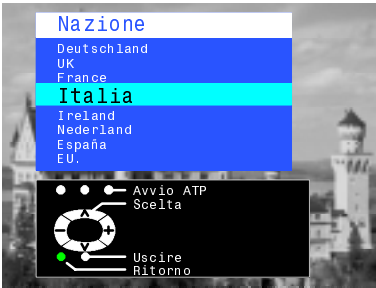 Nazione
Deutschland
UK
France
Italia
Ireland
Nederland
España
EU.
Avvio ATP
Scelta
Uscire
Ritorno